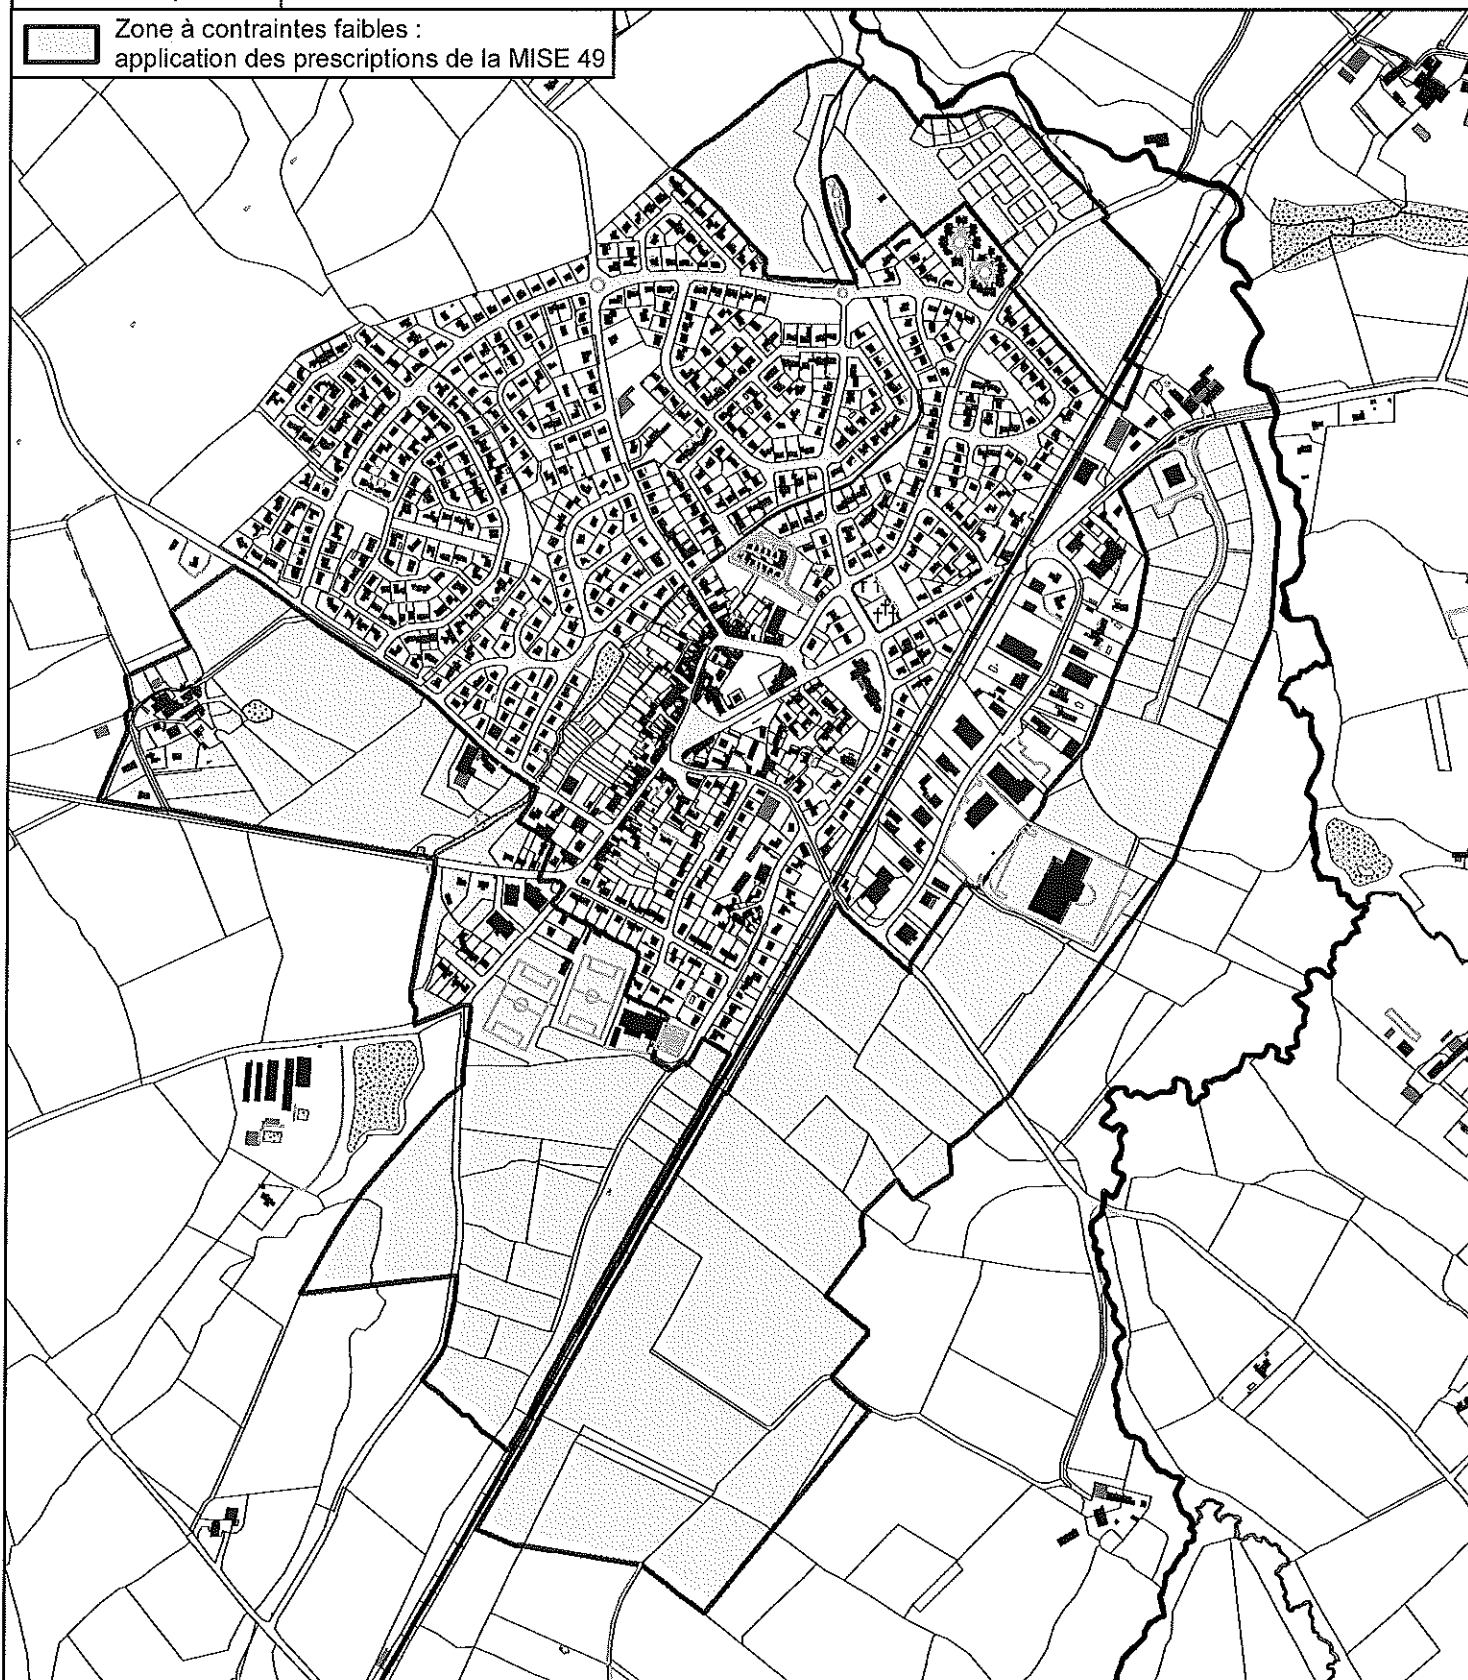 Zone à contraintes faibles :
application des prescriptions de la MISE 49